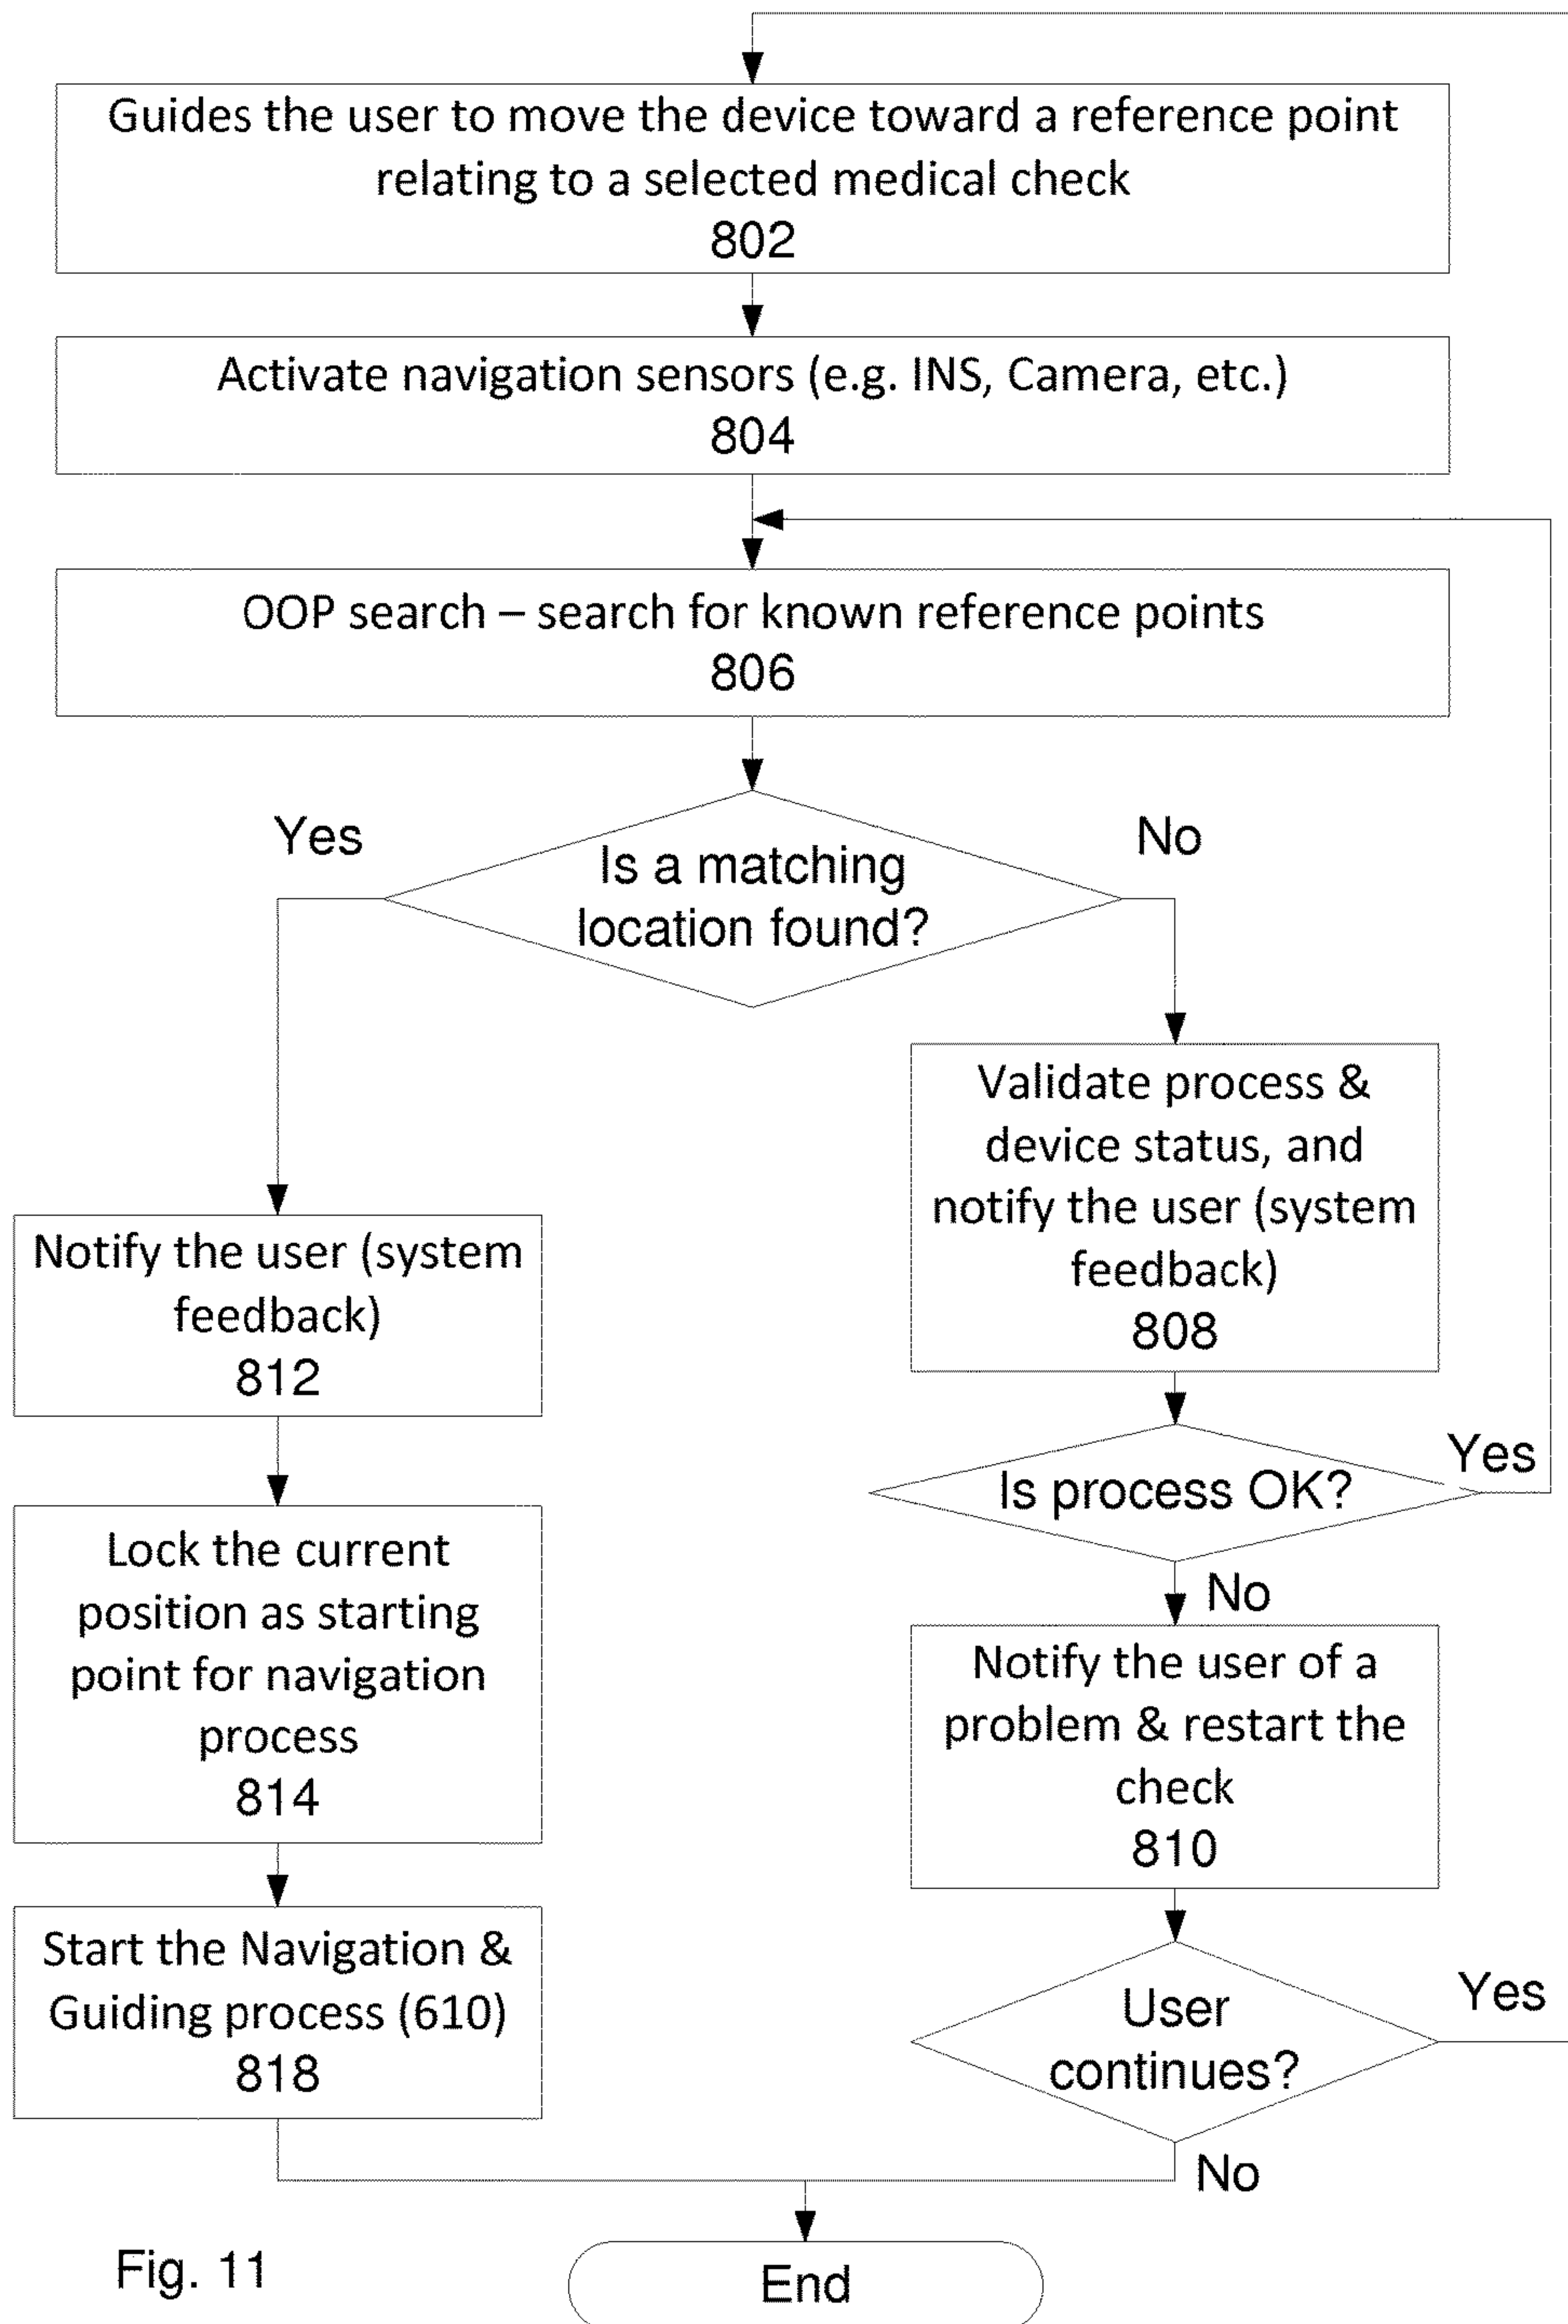 Guides the user to move the device toward a reference point
relating to a selected medical check
802
Activate navigation sensors (e.g. INS, Camera, etc.)
804
OOP search – search for known reference points
806
Yes
No
Is a matching
location found?
Validate process &
device status, and
notify the user (system
feedback)
808
Notify the user (system
feedback)
812
Is process OK?
Yes
No
Lock the current
position as starting
point for navigation
process
814
Notify the user of a
problem & restart the
check
810
Start the Navigation &
Guiding process (610)
818
User
continues?
Yes
No
Fig. 11
End